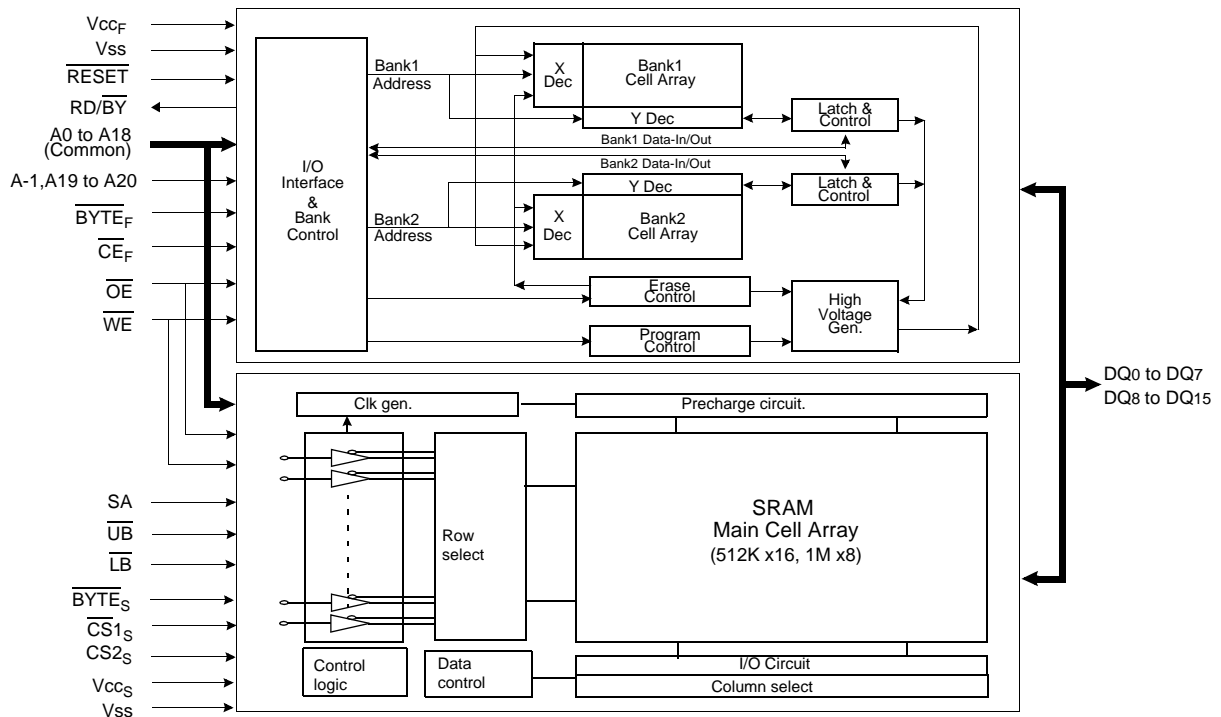 VccF
Vss
RESET
RD/BY
A0 to A18
(Common)
A-1,A19 to A20
BYTEF
CEF
OE
WE
I/O
Interface
&
Bank
Control
Bank1
Address
X
Dec
Bank1
Cell Array
Y Dec
Latch &
Control
Bank1 Data-In/Out
Bank2 Data-In/Out
Y Dec
Latch &
Control
Bank2
Address
X
Dec
Bank2
Cell Array
Erase
Control
High
Voltage
Gen.
Program
Control
DQ0 to DQ7
DQ8 to DQ15
Clk gen.
Precharge circuit.
SA
UB
LB
BYTES
CS1S
CS2S
VccS
Vss
Row
select
SRAM
Main Cell Array
(512K x16, 1M x8)
Control
logic
Data
control
I/O Circuit
Column select